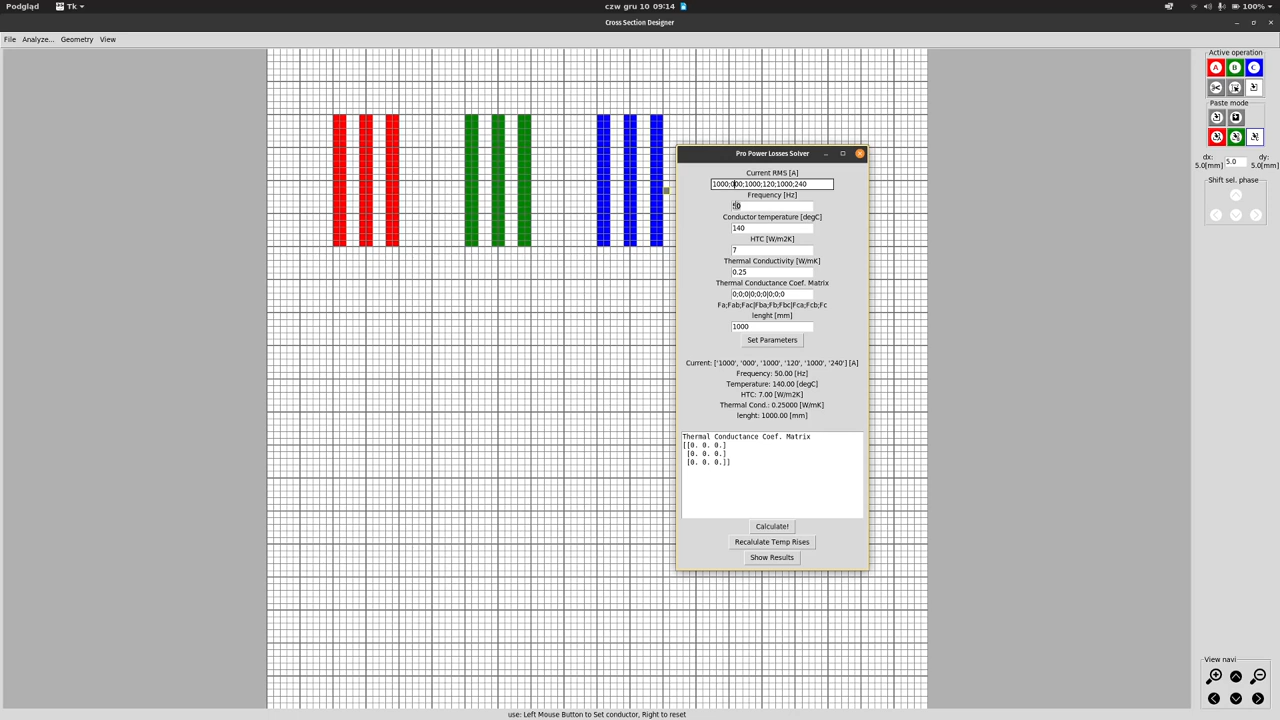 Podgląd
Tk
czw gru 10 09:14
100%
Cross Section Designer
File Analyze... Geometry View
Active operation
A B C
Paste mode
dx: dy:
5.0[mm] 5.0 5.0[mm]
Shift sel. phase
Pro Power Losses Solver
Current RMS [A]
1000;000;1000;120;1000;240
Frequency [Hz]
50
Conductor temperature [degC]
140
HTC [W/m2K]
7
Thermal Conductivity [W/mK]
0.25
Thermal Conductance Coef. Matrix
0;0;0|0;0;0|0;0;0
Fa;Fab;Fac|Fba;Fb;Fbc|Fca;Fcb;Fc
lenght [mm]
1000
Set Parameters
Current: ['1000', '000', '1000', '120', '1000', '240'] [A]
Frequency: 50.00 [Hz]
Temperature: 140.00 [degC]
HTC: 7.00 [W/m2K]
Thermal Cond.: 0.25000 [W/mK]
lenght: 1000.00 [mm]
Thermal Conductance Coef. Matrix
[[0. 0. 0.]
[0. 0. 0.]
[0. 0. 0.]]
Calculate!
Recalulate Temp Rises
Show Results
View navi
use: Left Mouse Button to Set conductor, Right to reset